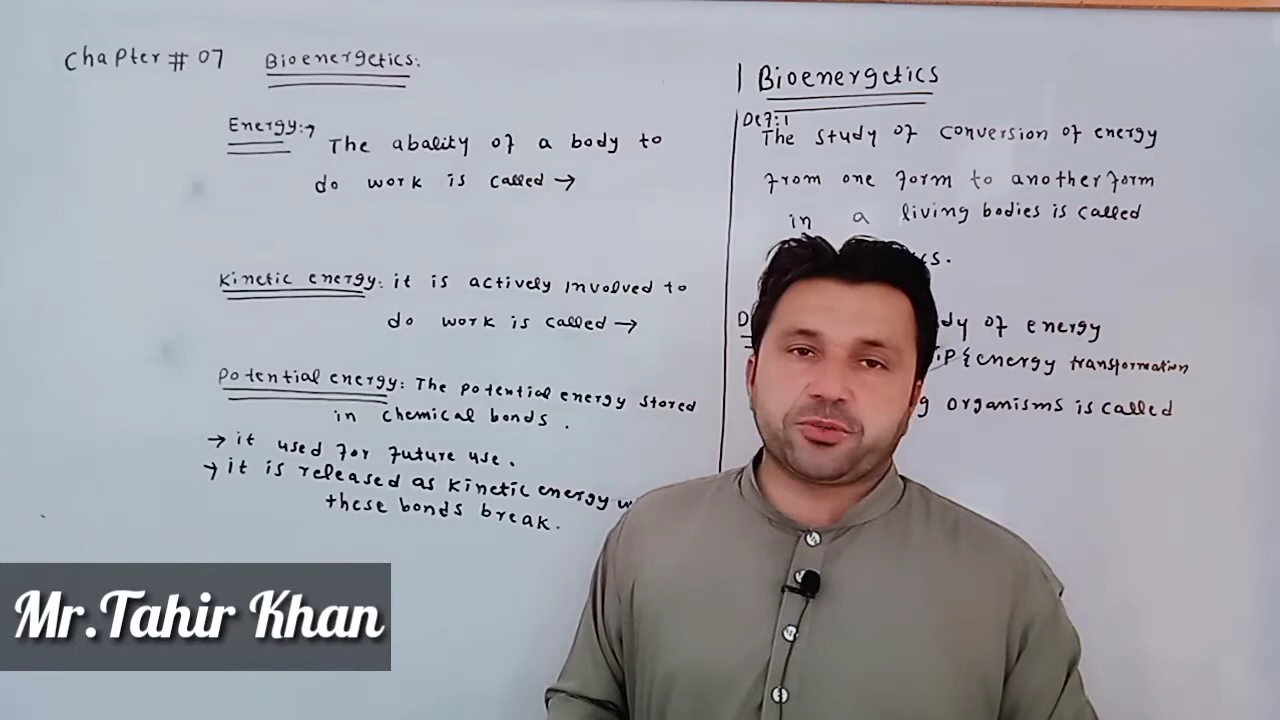 Chapter # 07 Bioenergetics:
Energy:→ The abality of a body to
do work is called →
Kinetic energy: it is actively involved to
do work is called →
Potential energy: The potential energy stored
in chemical bonds.
→ it used for future use.
→ it is released as kinetic energy
these bonds break.
1 Bioenergetics
Def:1
The study of conversion of energy
from one form to another form
in a living bodies is called
of energy
energy transformation
organisms is called
Mr.Tahir Khan